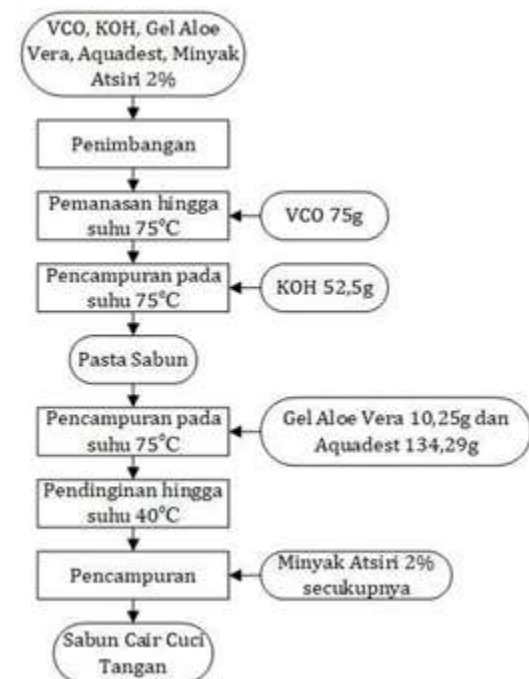 VCO, KOH, Gel Aloe
Vera, Aquadest, Minyak
Atsiri 2%
Penimbangan
Pemanasan hingga
suhu 75°C
VCO 75g
Pencampuran pada
suhu 75°C
KOH 52,5g
Pasta Sabun
Pencampuran pada
suhu 75°C
Gel Aloe Vera 10,25g dan
Aquadest 134,29g
Pendinginan hingga
suhu 40°C
Pencampuran
Minyak Atsiri 2%
secukupnya
Sabun Cair Cuci
Tangan